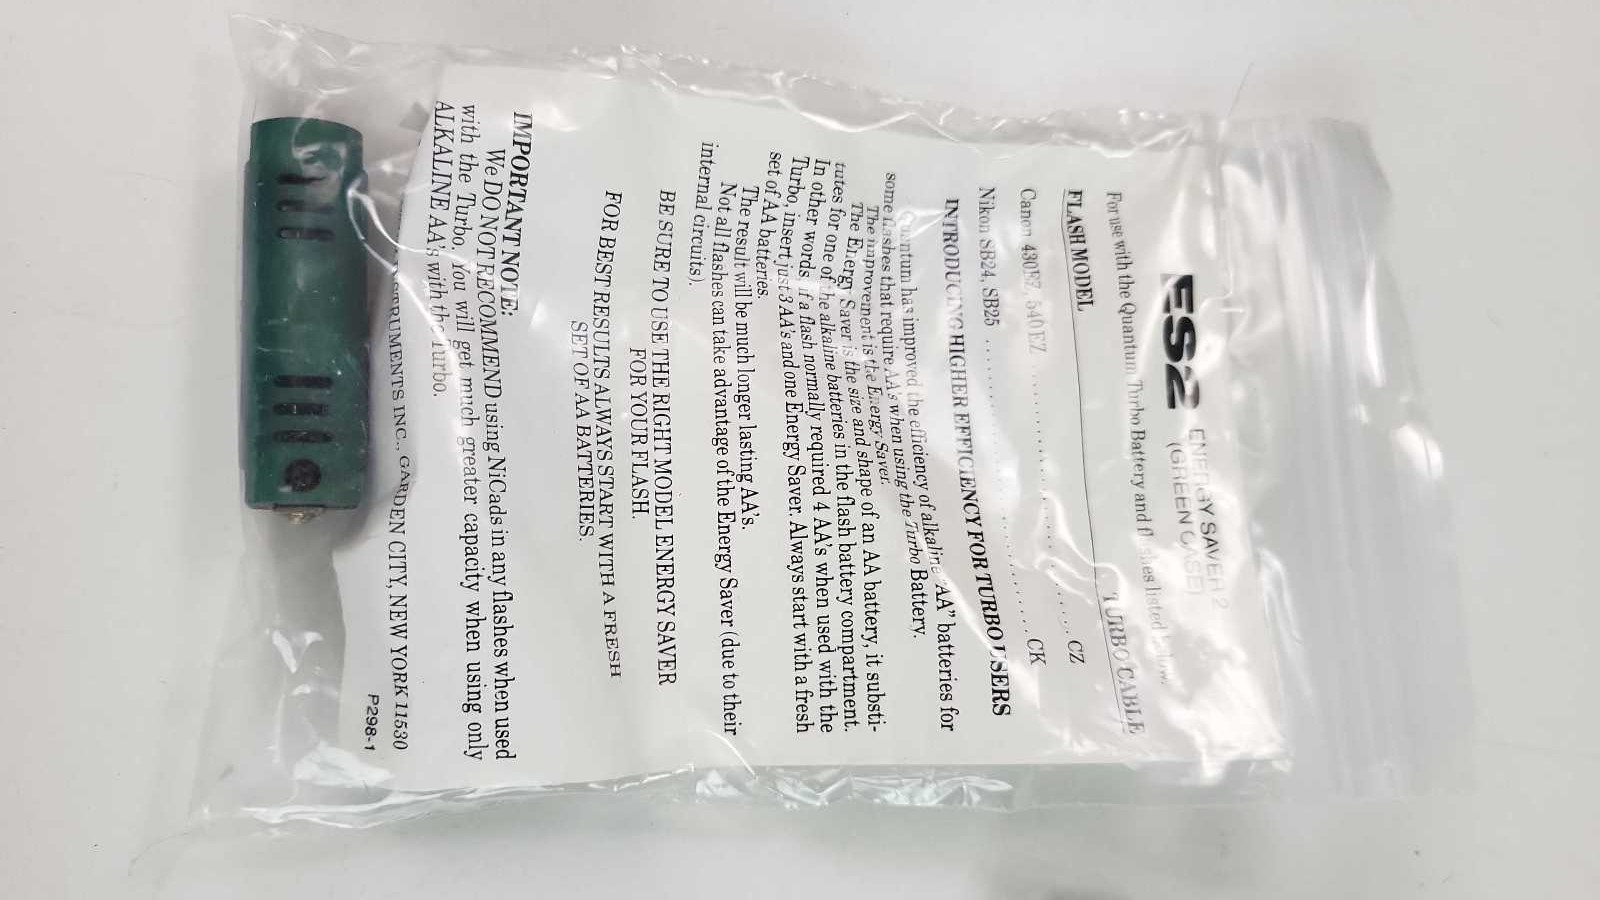 ES2 ENERGY SAVER 2
(GREEN CASE)
For use with the Quantum Turbo Battery and flashes listed below.
FLASH MODEL TURBO CABLE
Canon 430EZ, 540EZ .................... CZ
Nikon SB24, SB25 ........................ CK
INTRODUCING HIGHER EFFICIENCY FOR TURBO USERS
Quantum has improved the efficiency of alkaline "AA" batteries for
some flashes that require AA's when using the Turbo Battery.
The improvement is the Energy Saver.
The Energy Saver is the size and shape of an AA battery, it substi-
tutes for one of the alkaline batteries in the flash battery compartment.
In other words, if a flash normally required 4 AA's when used with the
Turbo, insert just 3 AA's and one Energy Saver. Always start with a fresh
set of AA batteries.
The result will be much longer lasting AA's.
Not all flashes can take advantage of the Energy Saver (due to their
internal circuits).
BE SURE TO USE THE RIGHT MODEL ENERGY SAVER
FOR YOUR FLASH.
FOR BEST RESULTS ALWAYS START WITH A FRESH
SET OF AA BATTERIES.
IMPORTANT NOTE:
We DO NOT RECOMMEND using NiCads in any flashes when used
with the Turbo. You will get much greater capacity when using only
ALKALINE AA's with the Turbo.
INSTRUMENTS INC., GARDEN CITY, NEW YORK 11530
P298-1